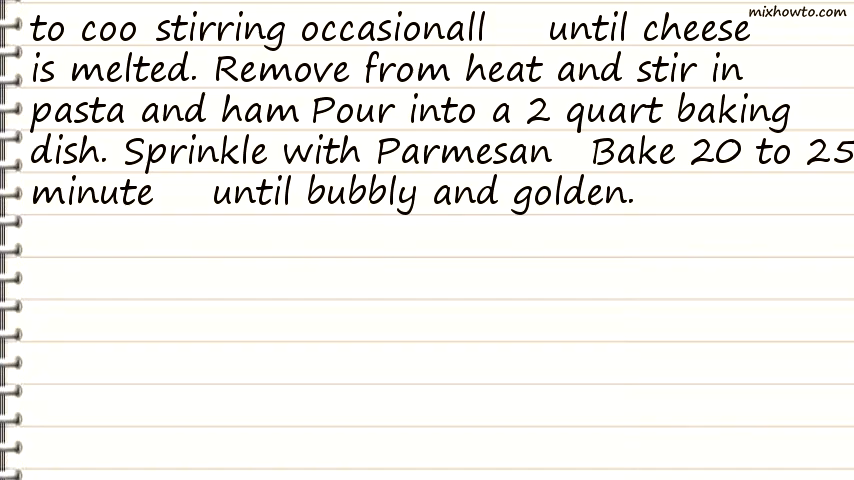 mixhowto.com
to coo stirring occasionall until cheese
is melted. Remove from heat and stir in
pasta and ham Pour into a 2 quart baking
dish. Sprinkle with Parmesan Bake 20 to 25
minute until bubbly and golden.